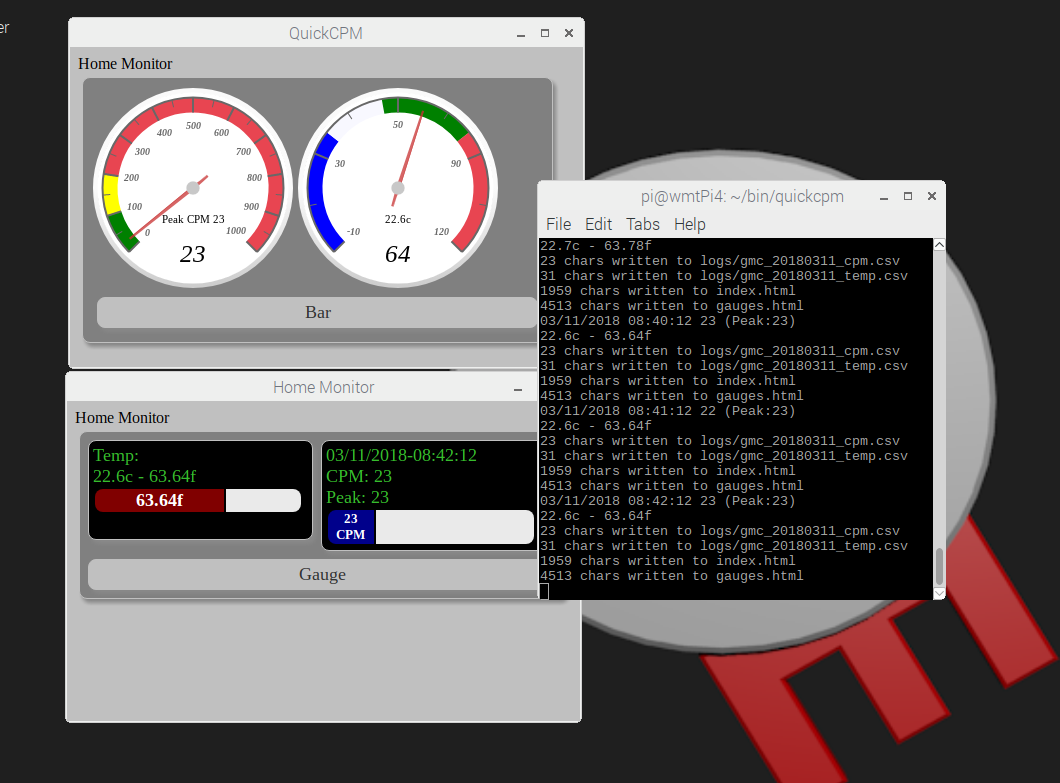 er
QuickCPM
Home Monitor
0
100
200
300
400
500
600
700
800
900
1000
Peak CPM 23
23
-10
30
50
90
120
22.6c
64
Bar
Home Monitor
Home Monitor
Temp:
22.6c - 63.64f
63.64f
03/11/2018-08:42:12
CPM: 23
Peak: 23
23
CPM
Gauge
pi@wmtPi4: ~/bin/quickcpm
File Edit Tabs Help
22.7c - 63.78f
23 chars written to logs/gmc_20180311_cpm.csv
31 chars written to logs/gmc_20180311_temp.csv
1959 chars written to index.html
4513 chars written to gauges.html
03/11/2018 08:40:12 23 (Peak:23)
22.6c - 63.64f
23 chars written to logs/gmc_20180311_cpm.csv
31 chars written to logs/gmc_20180311_temp.csv
1959 chars written to index.html
4513 chars written to gauges.html
03/11/2018 08:41:12 22 (Peak:23)
22.6c - 63.64f
23 chars written to logs/gmc_20180311_cpm.csv
31 chars written to logs/gmc_20180311_temp.csv
1959 chars written to index.html
4513 chars written to gauges.html
03/11/2018 08:42:12 23 (Peak:23)
22.6c - 63.64f
23 chars written to logs/gmc_20180311_cpm.csv
31 chars written to logs/gmc_20180311_temp.csv
1959 chars written to index.html
4513 chars written to gauges.html